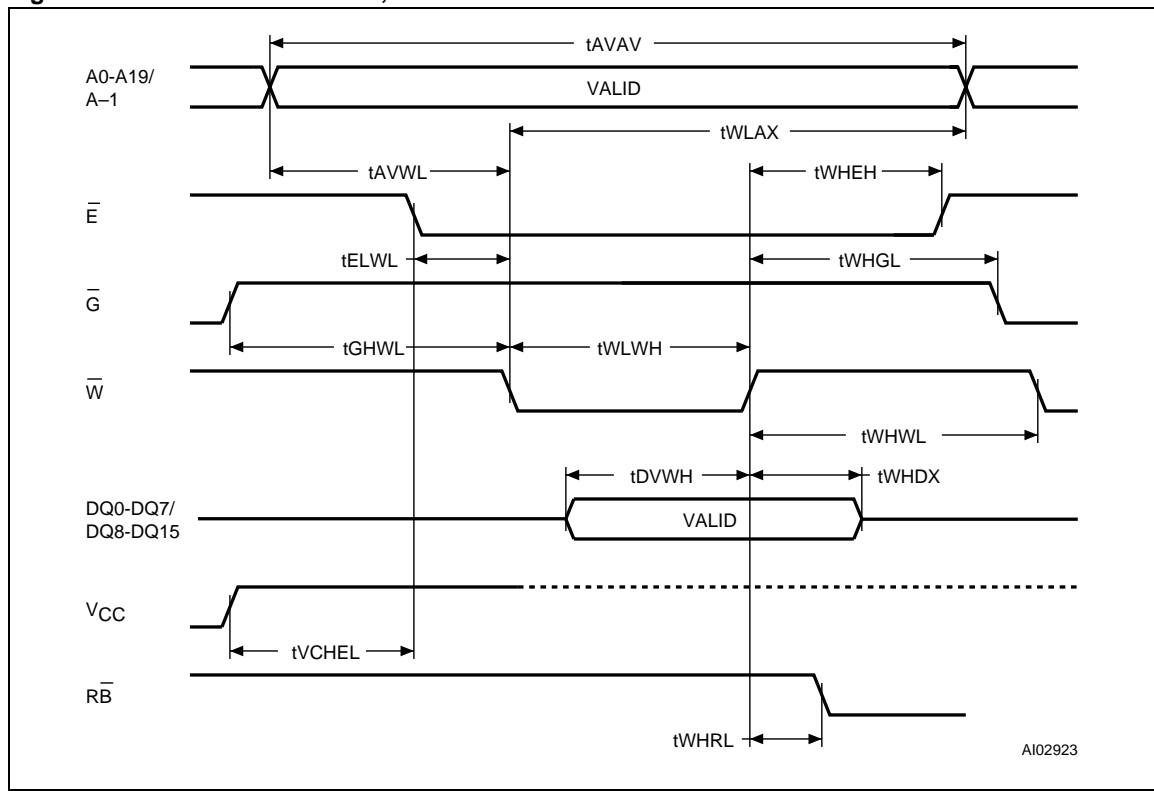 tAVAV
A0-A19/
A–1
VALID
tWLAX
tAVWL
tWHEH
E̅
tELWL
tWHGL
G̅
tGHWL
tWLWH
W̅
tWHWL
tDVWH
tWHDX
DQ0-DQ7/
DQ8-DQ15
VALID
VCC
tVCHEL
RB̅
tWHRL
AI02923